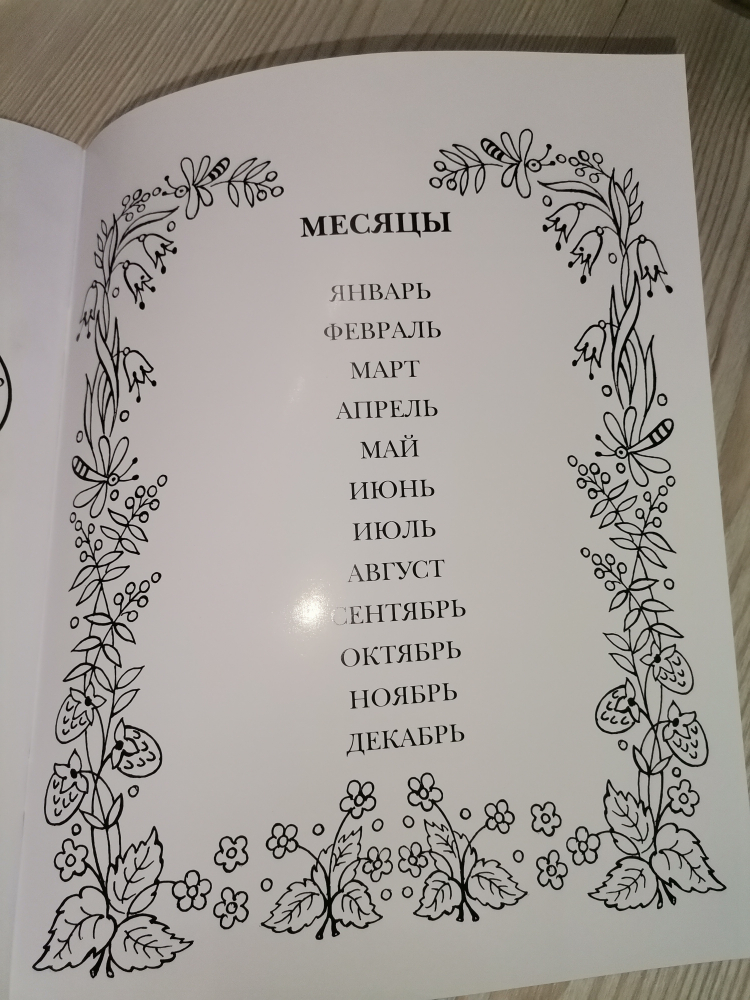 МЕСЯЦЫ
ЯНВАРЬ
ФЕВРАЛЬ
МАРТ
АПРЕЛЬ
МАЙ
ИЮНЬ
ИЮЛЬ
АВГУСТ
СЕНТЯБРЬ
ОКТЯБРЬ
НОЯБРЬ
ДЕКАБРЬ